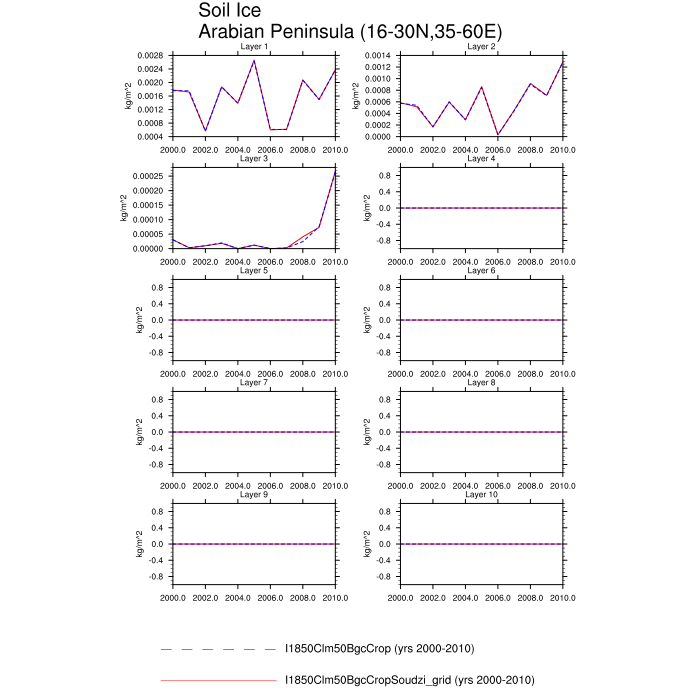 Soil Ice
Arabian Peninsula (16-30N,35-60E)
Layer 1
kg/m^2
0.0028
0.0024
0.0020
0.0016
0.0012
0.0008
0.0004
2000.0 2002.0 2004.0 2006.0 2008.0 2010.0
Layer 2
kg/m^2
0.0014
0.0012
0.0010
0.0008
0.0006
0.0004
0.0002
0.0000
2000.0 2002.0 2004.0 2006.0 2008.0 2010.0
Layer 3
kg/m^2
0.00025
0.00020
0.00015
0.00010
0.00005
0.00000
2000.0 2002.0 2004.0 2006.0 2008.0 2010.0
Layer 4
kg/m^2
0.8
0.4
0.0
-0.4
-0.8
2000.0 2002.0 2004.0 2006.0 2008.0 2010.0
Layer 5
kg/m^2
0.8
0.4
0.0
-0.4
-0.8
2000.0 2002.0 2004.0 2006.0 2008.0 2010.0
Layer 6
kg/m^2
0.8
0.4
0.0
-0.4
-0.8
2000.0 2002.0 2004.0 2006.0 2008.0 2010.0
Layer 7
kg/m^2
0.8
0.4
0.0
-0.4
-0.8
2000.0 2002.0 2004.0 2006.0 2008.0 2010.0
Layer 8
kg/m^2
0.8
0.4
0.0
-0.4
-0.8
2000.0 2002.0 2004.0 2006.0 2008.0 2010.0
Layer 9
kg/m^2
0.8
0.4
0.0
-0.4
-0.8
2000.0 2002.0 2004.0 2006.0 2008.0 2010.0
Layer 10
kg/m^2
0.8
0.4
0.0
-0.4
-0.8
2000.0 2002.0 2004.0 2006.0 2008.0 2010.0
I1850Clm50BgcCrop (yrs 2000-2010)
I1850Clm50BgcCropSoudzi_grid (yrs 2000-2010)